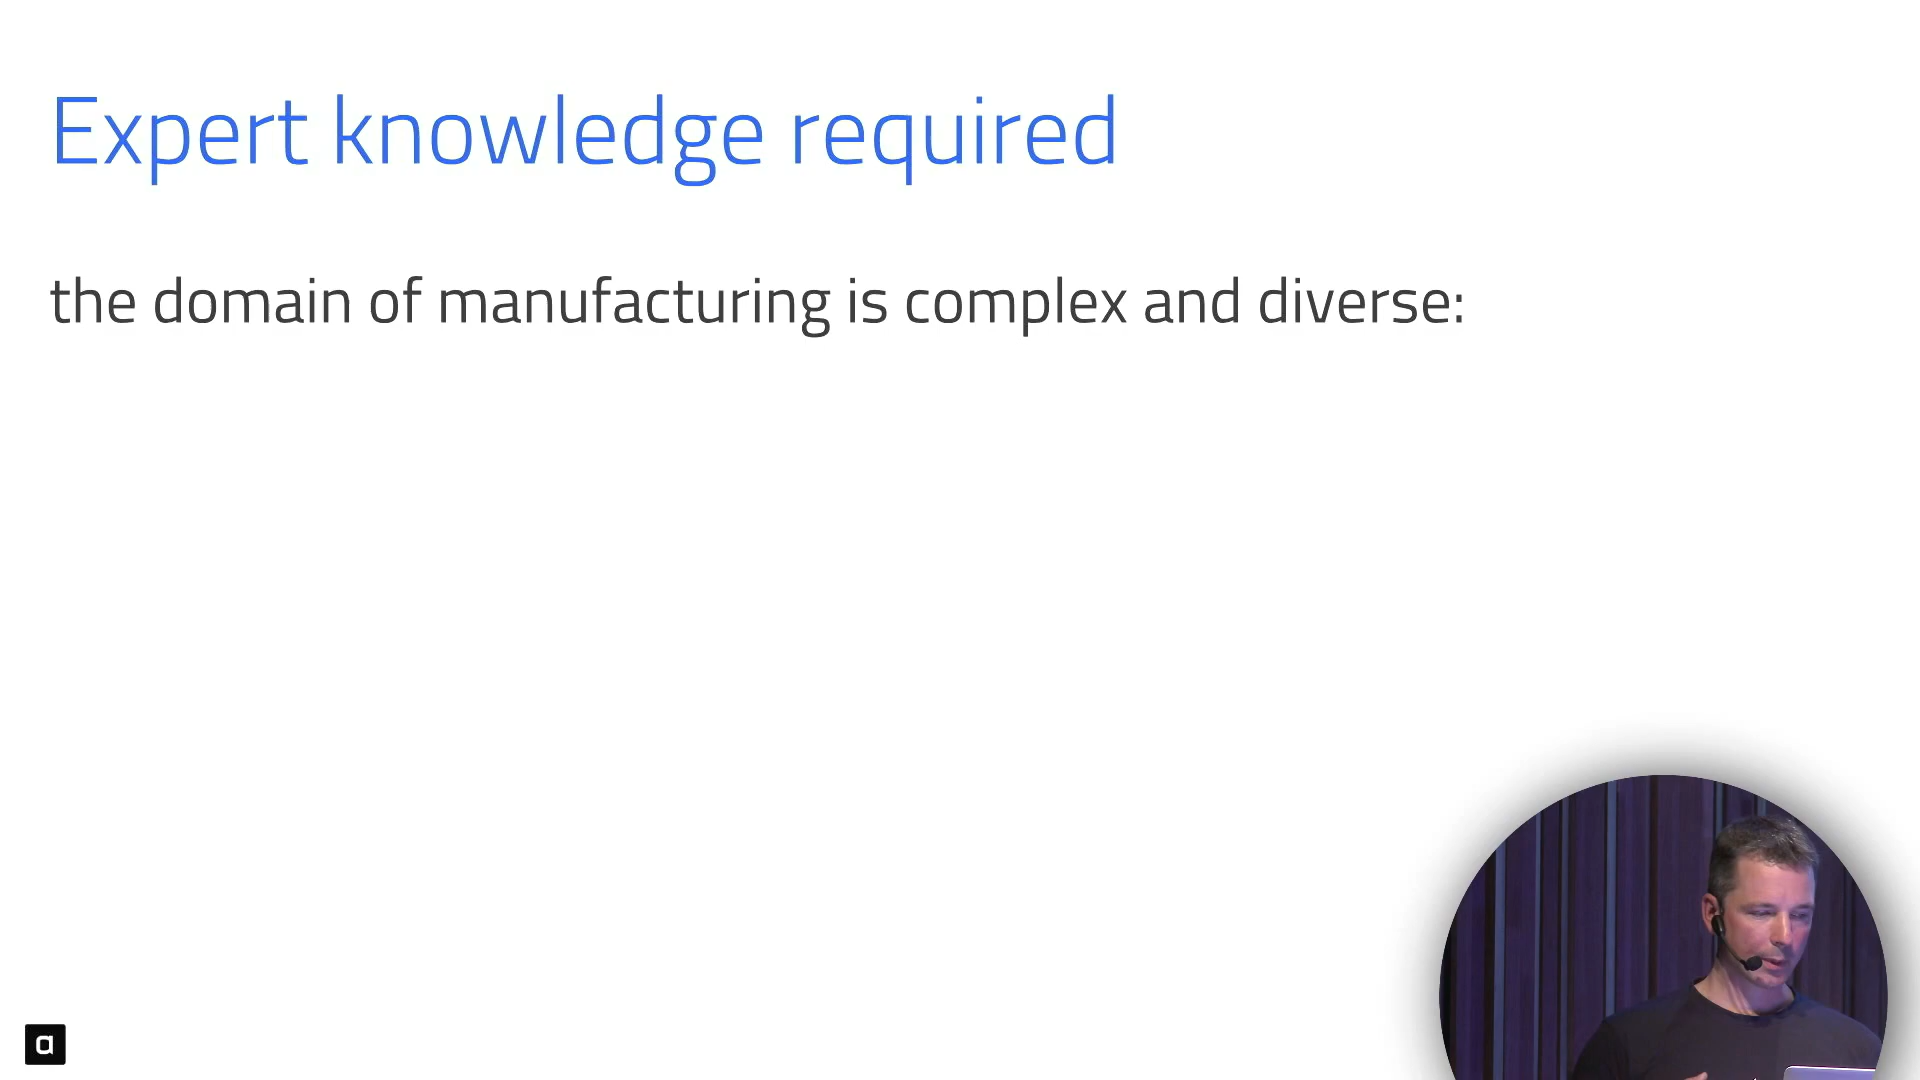 Expert knowledge required
the domain of manufacturing is complex and diverse:
a